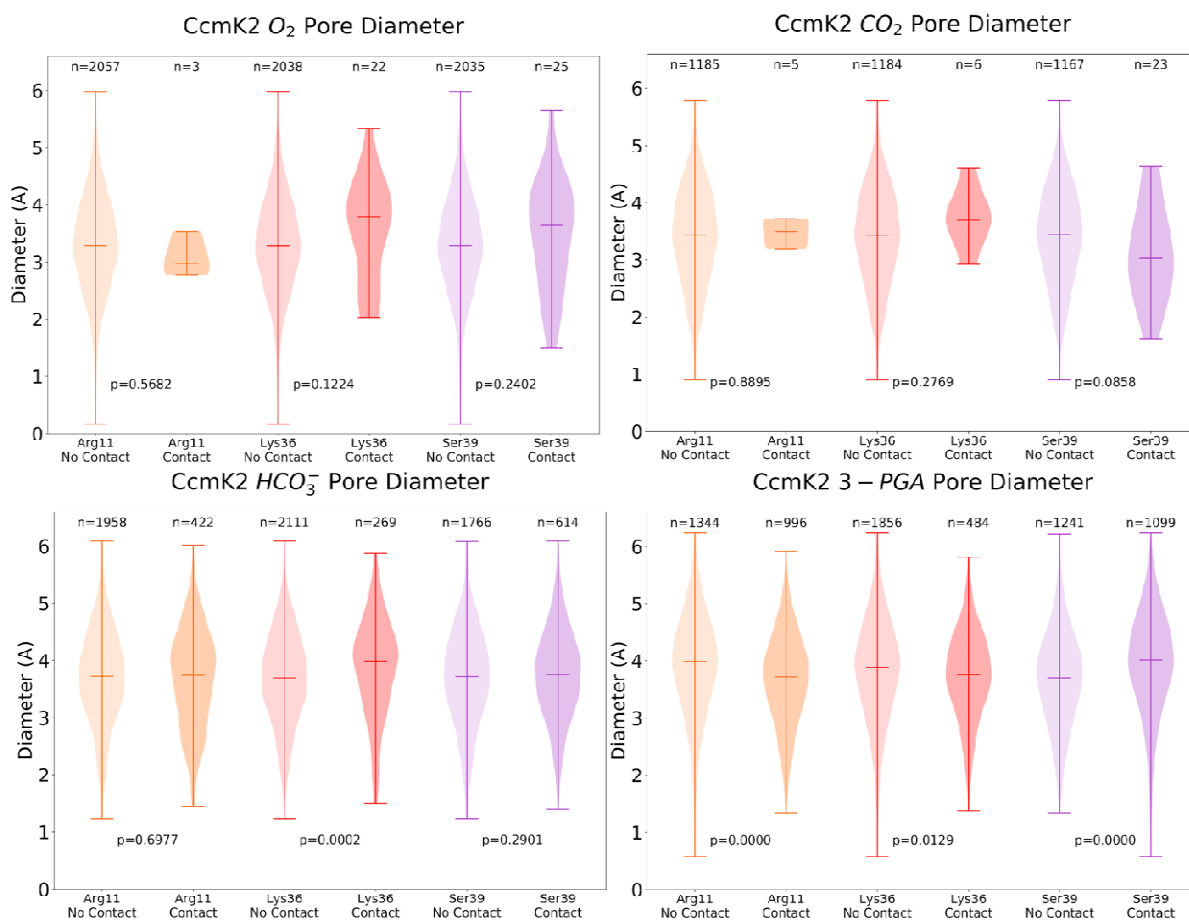 CcmK2 O₂ Pore Diameter
n=2057 n=3 n=2038 n=22 n=2035 n=25
Diameter (A)
6
5
4
3
2
1
0
p=0.5682 p=0.1224 p=0.2402
Arg11 No Contact
Arg11 Contact
Lys36 No Contact
Lys36 Contact
Ser39 No Contact
Ser39 Contact
CcmK2 CO₂ Pore Diameter
n=1185 n=5 n=1184 n=6 n=1167 n=23
Diameter (A)
6
5
4
3
2
1
0
p=0.8895 p=0.2769 p=0.0858
Arg11 No Contact
Arg11 Contact
Lys36 No Contact
Lys36 Contact
Ser39 No Contact
Ser39 Contact
CcmK2 HCO₃⁻ Pore Diameter
n=1958 n=422 n=2111 n=269 n=1766 n=614
Diameter (A)
6
5
4
3
2
1
0
p=0.6977 p=0.0002 p=0.2901
Arg11 No Contact
Arg11 Contact
Lys36 No Contact
Lys36 Contact
Ser39 No Contact
Ser39 Contact
CcmK2 3 − PGA Pore Diameter
n=1344 n=996 n=1856 n=484 n=1241 n=1099
Diameter (A)
6
5
4
3
2
1
0
p=0.0000 p=0.0129 p=0.0000
Arg11 No Contact
Arg11 Contact
Lys36 No Contact
Lys36 Contact
Ser39 No Contact
Ser39 Contact